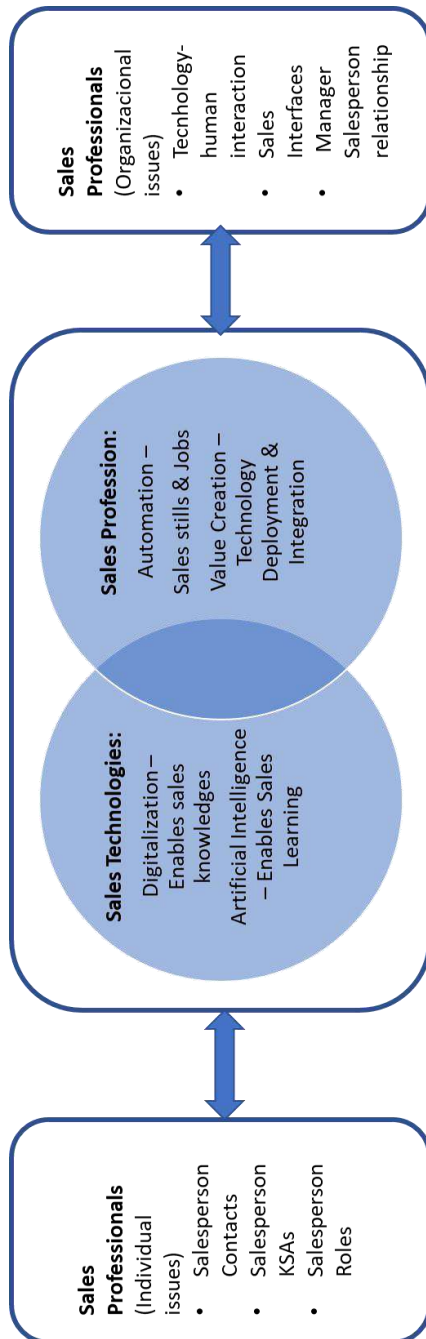 Sales
Professionals
(Individual
issues)
• Salesperson
Contacts
• Salesperson
KSAs
• Salesperson
Roles
Sales Technologies:
Digitalization –
Enables sales
knowledges
Artificial Intelligence
– Enables Sales
Learning
Sales Profession:
Automation –
Sales stills & Jobs
Value Creation –
Technology
Deployment &
Integration
Sales
Professionals
(Organizacional
issues)
• Tecnhology-
human
interaction
• Sales
Interfaces
• Manager
Salesperson
relationship